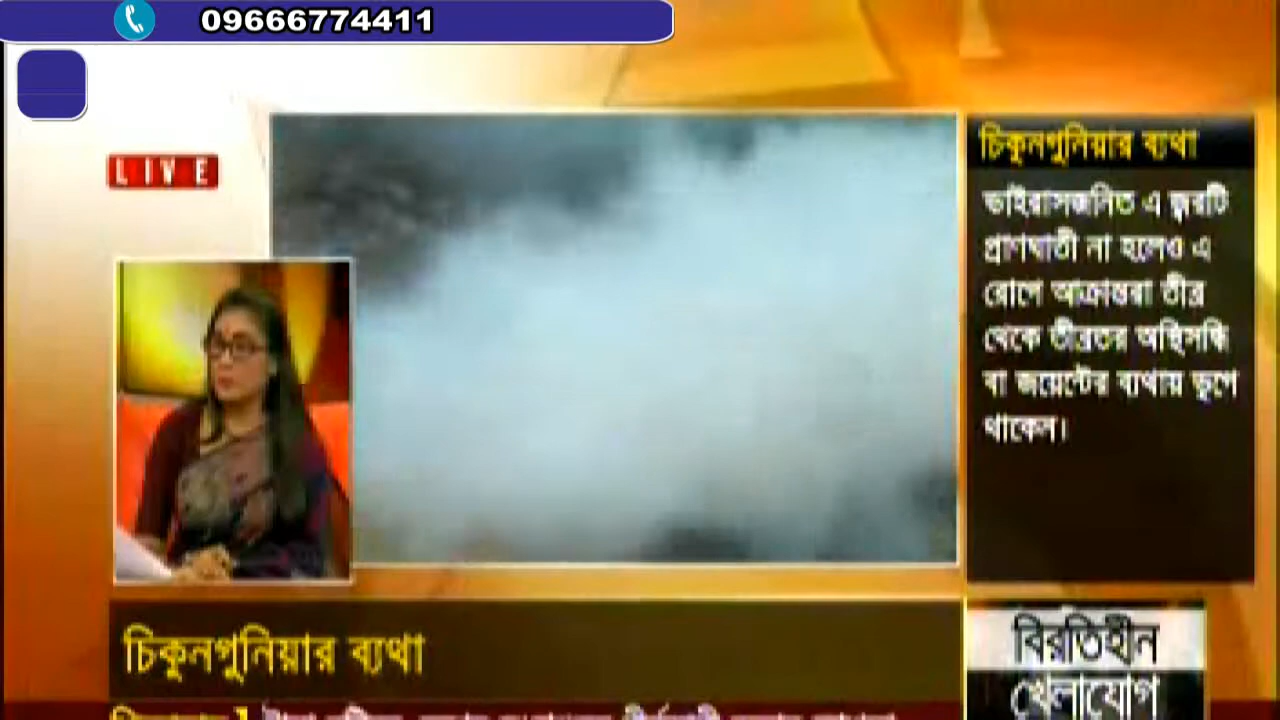 09666774411
LIVE
চিকুনগুনিয়ার ব্যথা
ভাইরাসজনিত এ জ্বরটি
প্রাণঘাতী না হলেও এ
রোগে আক্রান্তরা তীব্র
থেকে তীব্রতর অস্থিসন্ধি
বা জয়েন্টের ব্যথায় ভুগে
থাকেন।
চিকুনগুনিয়ার ব্যথা
বিরতিহীন
খেলাযোগ